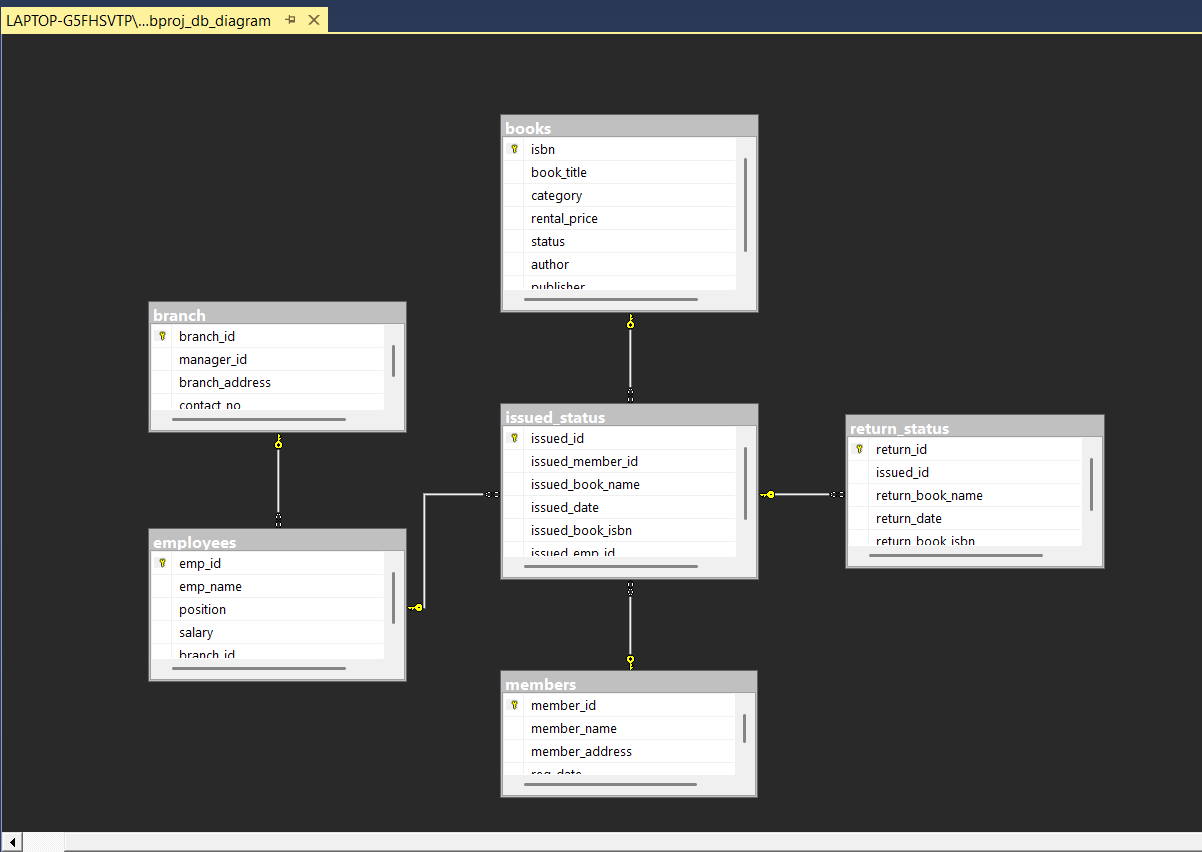 LAPTOP-G5FHSVTP\...bproj_db_diagram
books
isbn
book_title
category
rental_price
status
author
publisher
branch
branch_id
manager_id
branch_address
contact_no
issued_status
issued_id
issued_member_id
issued_book_name
issued_date
issued_book_isbn
issued_emp_id
return_status
return_id
issued_id
return_book_name
return_date
return_book_isbn
employees
emp_id
emp_name
position
salary
branch_id
members
member_id
member_name
member_address
reg_date